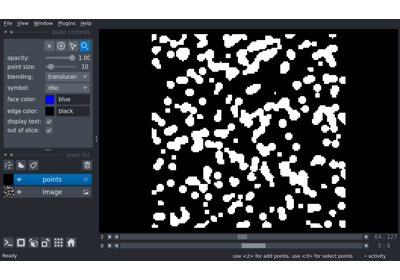 File View Window Plugins Help
layer controls
opacity: 1.00
point size: 10
blending: translucen
symbol: disc
face color: blue
edge color: black
display text:
out of slice:
layer list
points
Image
2 64 127
0 5 9
Ready use <2> for add points, use <3> for select points activity